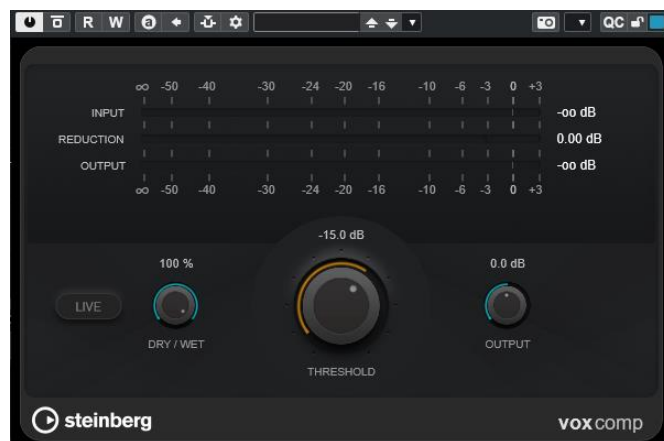 R W a QC
∞ -50 -40 -30 -24 -20 -16 -10 -6 -3 0 +3
INPUT -oo dB
REDUCTION 0.00 dB
OUTPUT -oo dB
∞ -50 -40 -30 -24 -20 -16 -10 -6 -3 0 +3
-15.0 dB
100 % 0.0 dB
LIVE
DRY / WET OUTPUT
THRESHOLD
steinberg voxcomp